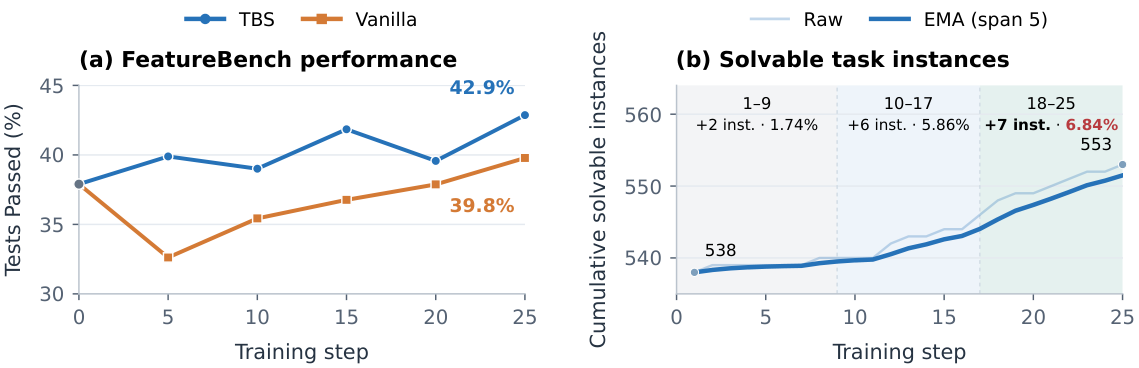 TBS Vanilla
(a) FeatureBench performance
Tests Passed (%)
45
40
35
30
42.9%
39.8%
0 5 10 15 20 25
Training step
Raw EMA (span 5)
(b) Solvable task instances
Cumulative solvable instances
560
550
540
1–9
+2 inst. · 1.74%
10–17
+6 inst. · 5.86%
18–25
+7 inst. · 6.84%
553
538
0 5 10 15 20 25
Training step